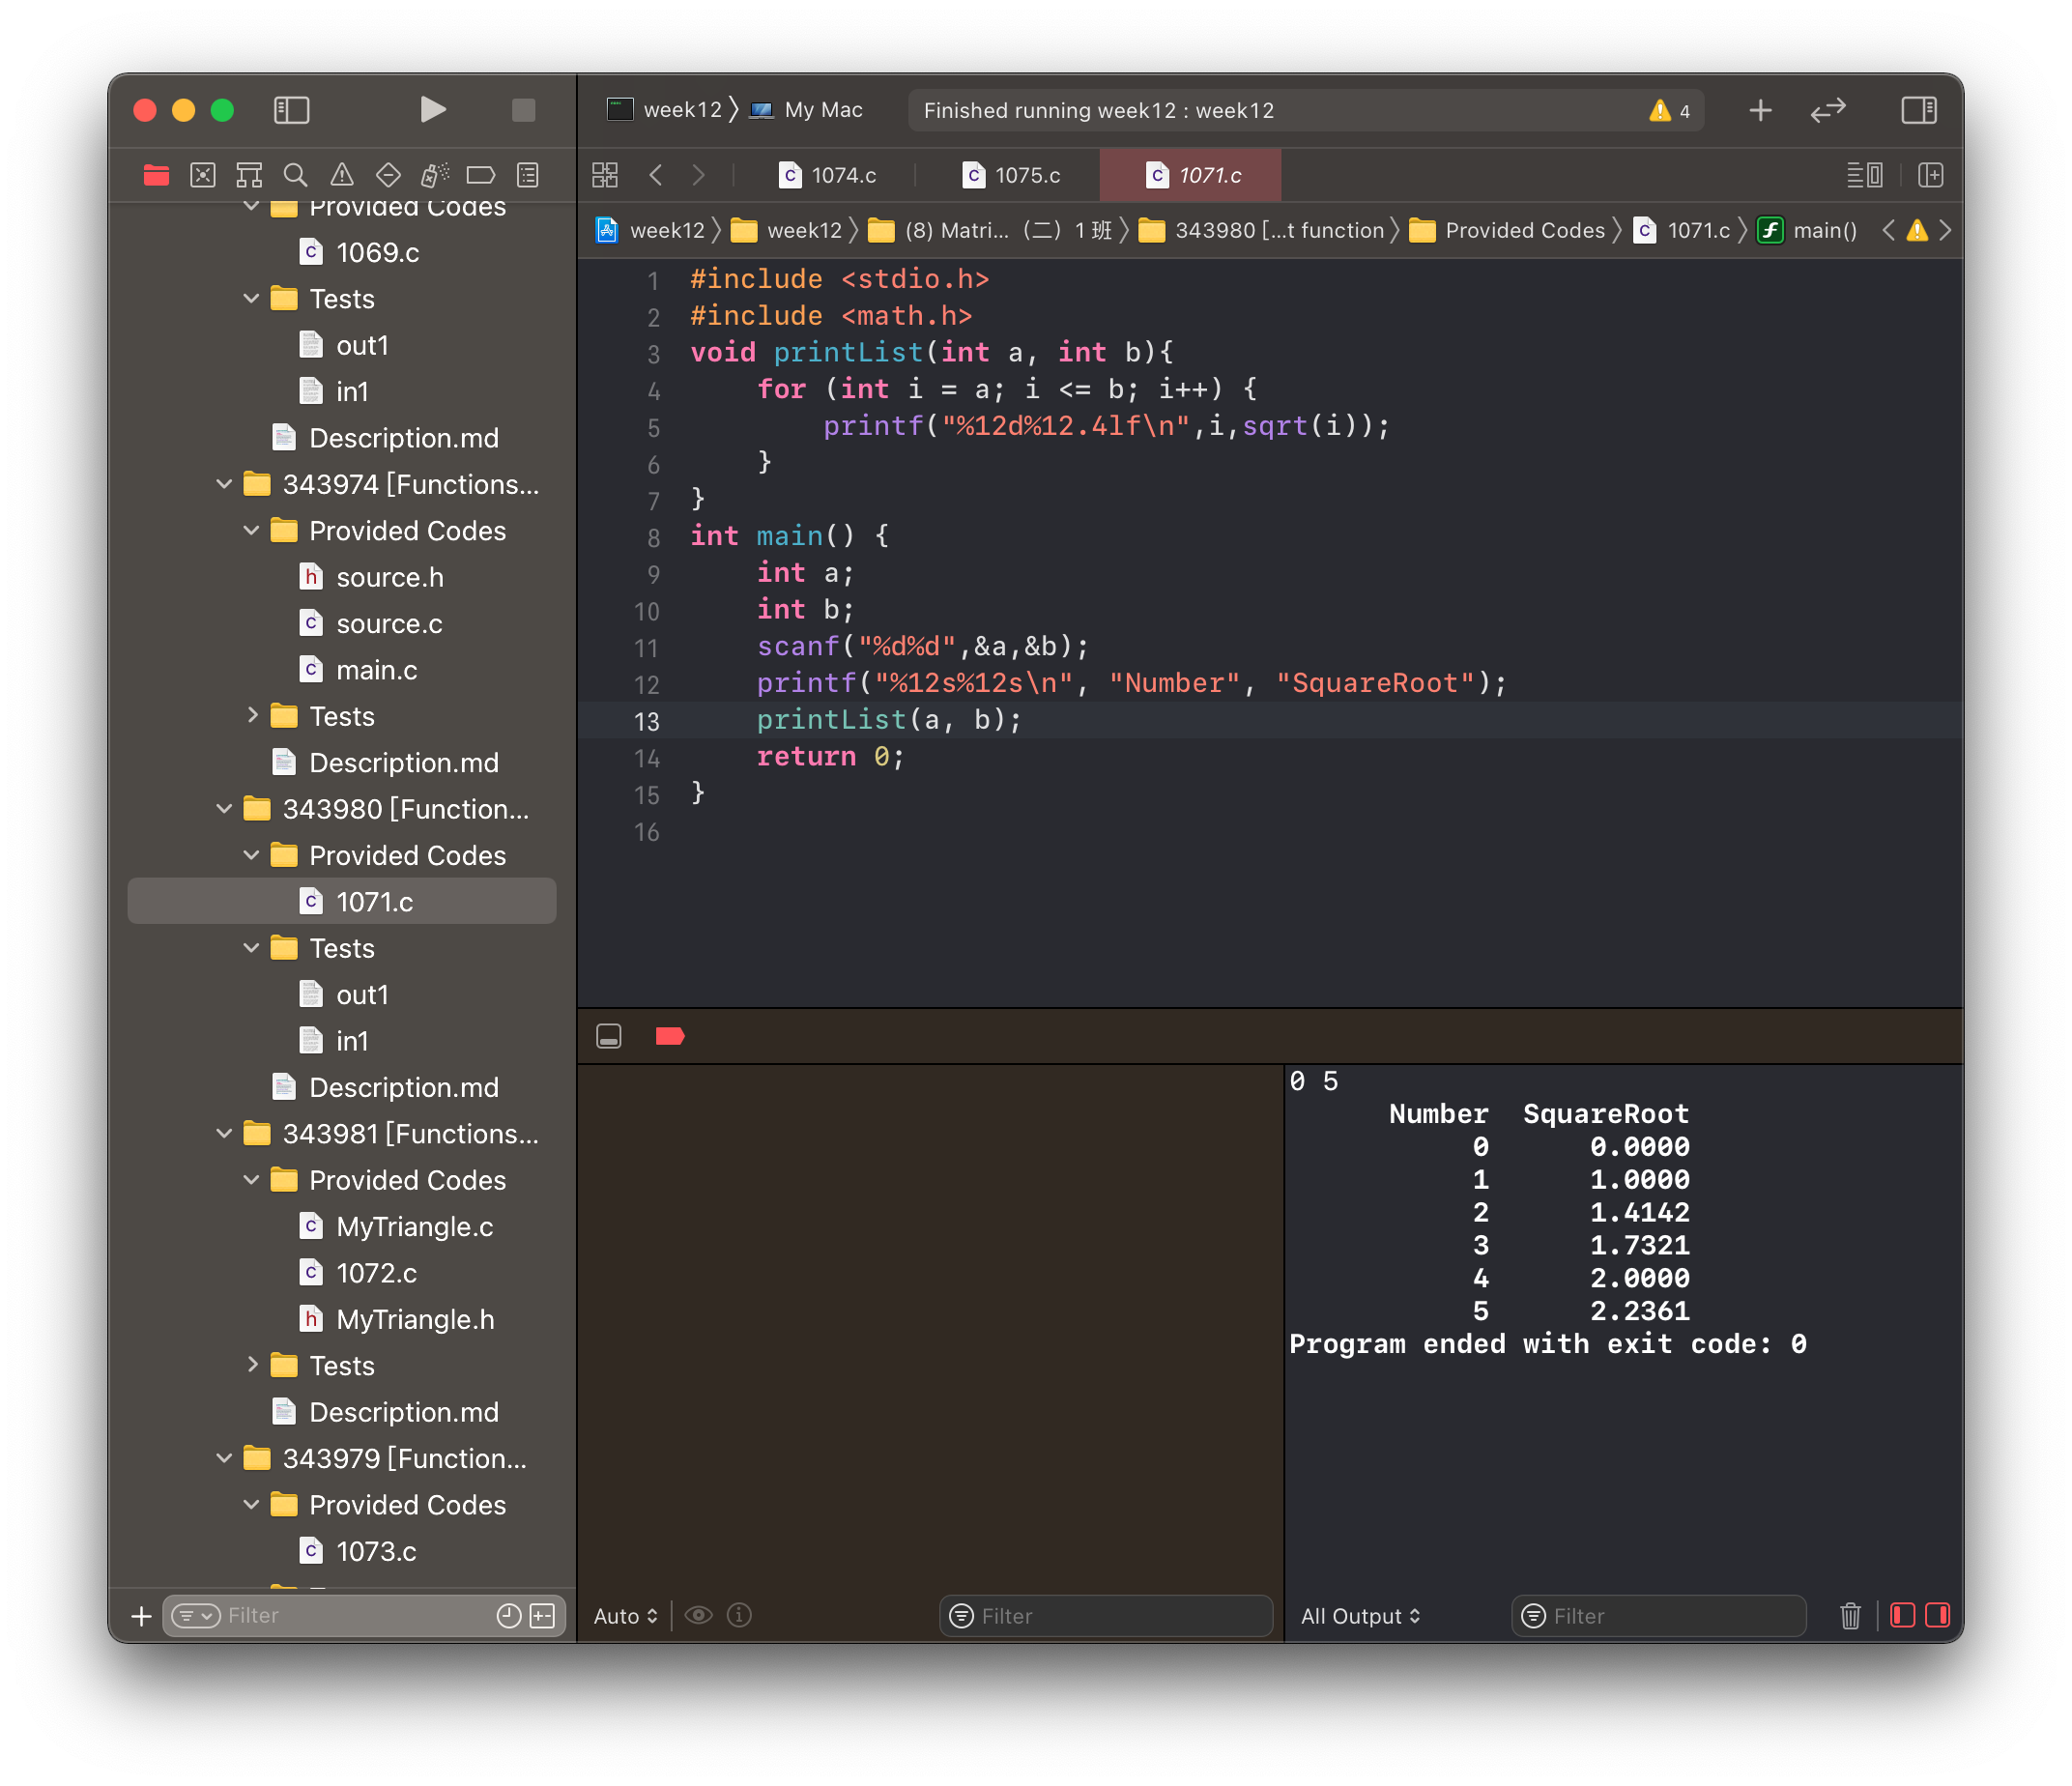 week12 〉 My Mac
Finished running week12 : week12
4
1074.c
1075.c
1071.c
week12 〉 week12 〉 (8) Matri... （二）1 班 〉 343980 [...t function 〉 Provided Codes 〉 1071.c 〉 main()
Provided Codes
1069.c
Tests
out1
in1
Description.md
343974 [Functions...
Provided Codes
source.h
source.c
main.c
Tests
Description.md
343980 [Function...
Provided Codes
1071.c
Tests
out1
in1
Description.md
343981 [Functions...
Provided Codes
MyTriangle.c
1072.c
MyTriangle.h
Tests
Description.md
343979 [Function...
Provided Codes
1073.c
Filter
1 #include <stdio.h>
2 #include <math.h>
3 void printList(int a, int b){
4     for (int i = a; i <= b; i++) {
5         printf("%12d%12.4lf\n",i,sqrt(i));
6     }
7 }
8 int main() {
9     int a;
10     int b;
11     scanf("%d%d",&a,&b);
12     printf("%12s%12s\n", "Number", "SquareRoot");
13     printList(a, b);
14     return 0;
15 }
16
0 5
      Number  SquareRoot
           0      0.0000
           1      1.0000
           2      1.4142
           3      1.7321
           4      2.0000
           5      2.2361
Program ended with exit code: 0
Auto
Filter
All Output
Filter